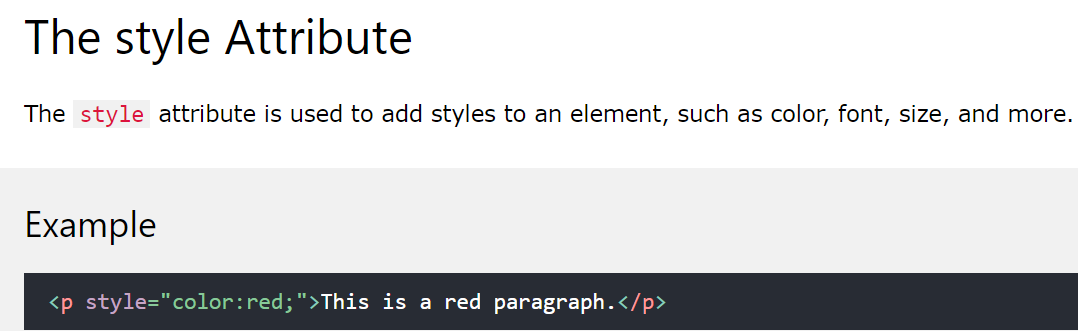 The style Attribute
The style attribute is used to add styles to an element, such as color, font, size, and more.
Example
<p style="color:red;">This is a red paragraph.</p>